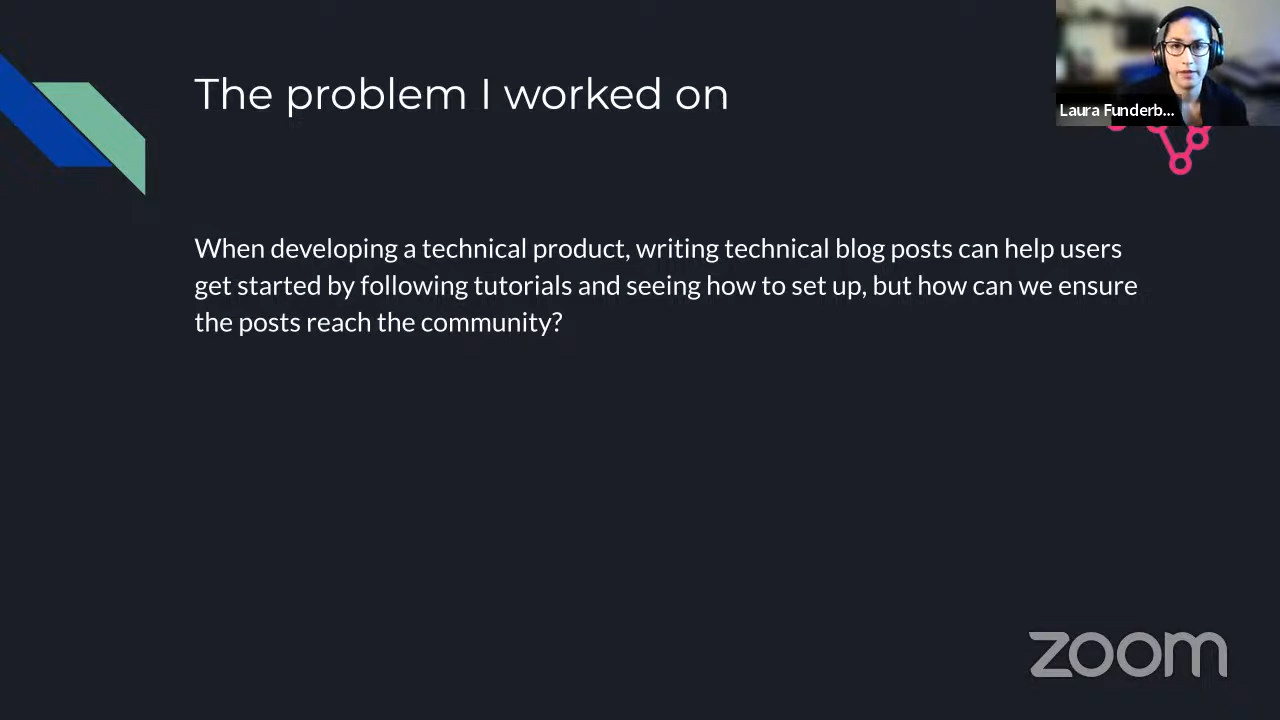 The problem I worked on
Laura Funderb...
When developing a technical product, writing technical blog posts can help users
get started by following tutorials and seeing how to set up, but how can we ensure
the posts reach the community?
zoom